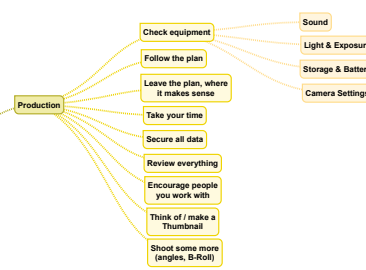 Production
Check equipment
Follow the plan
Leave the plan, where
it makes sense
Take your time
Secure all data
Review everything
Encourage people
you work with
Think of / make a
Thumbnail
Shoot some more
(angles, B-Roll)
Sound
Light & Exposur
Storage & Batter
Camera Settings